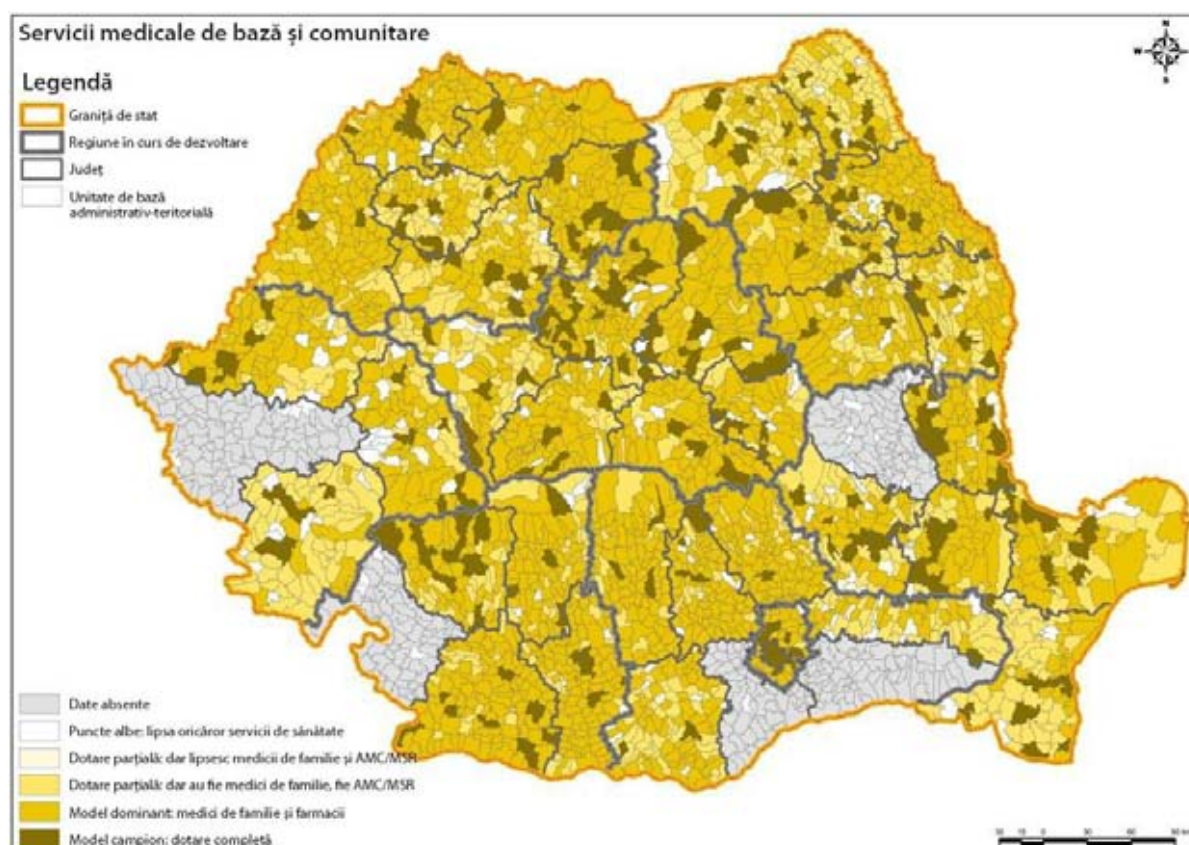 Servicii medicale de bază și comunitare
Legendă
Graniță de stat
Regiune în curs de dezvoltare
Județ
Unitate de bază
administrativ-teritorială
N
W
E
S
Date absente
Puncte albe: lipsa oricăror servicii de sănătate
Dotare parțială: dar lipsesc medicii de familie și AMC/MSR
Dotare parțială: dar au fie medici de familie, fie AMC/MSR
Model dominant: medici de familie și farmacii
Model campion: dotare completă